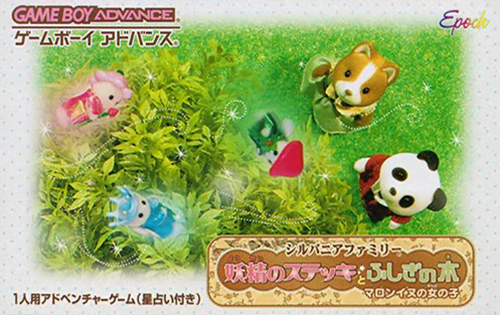 GAME BOY ADVANCE
ゲームボーイ アドバンス®
Epoch
シルバニアファミリー®
妖精のステッキとふしぎの木
マロンイヌの女の子
1人用アドベンチャーゲーム(星占い付き)